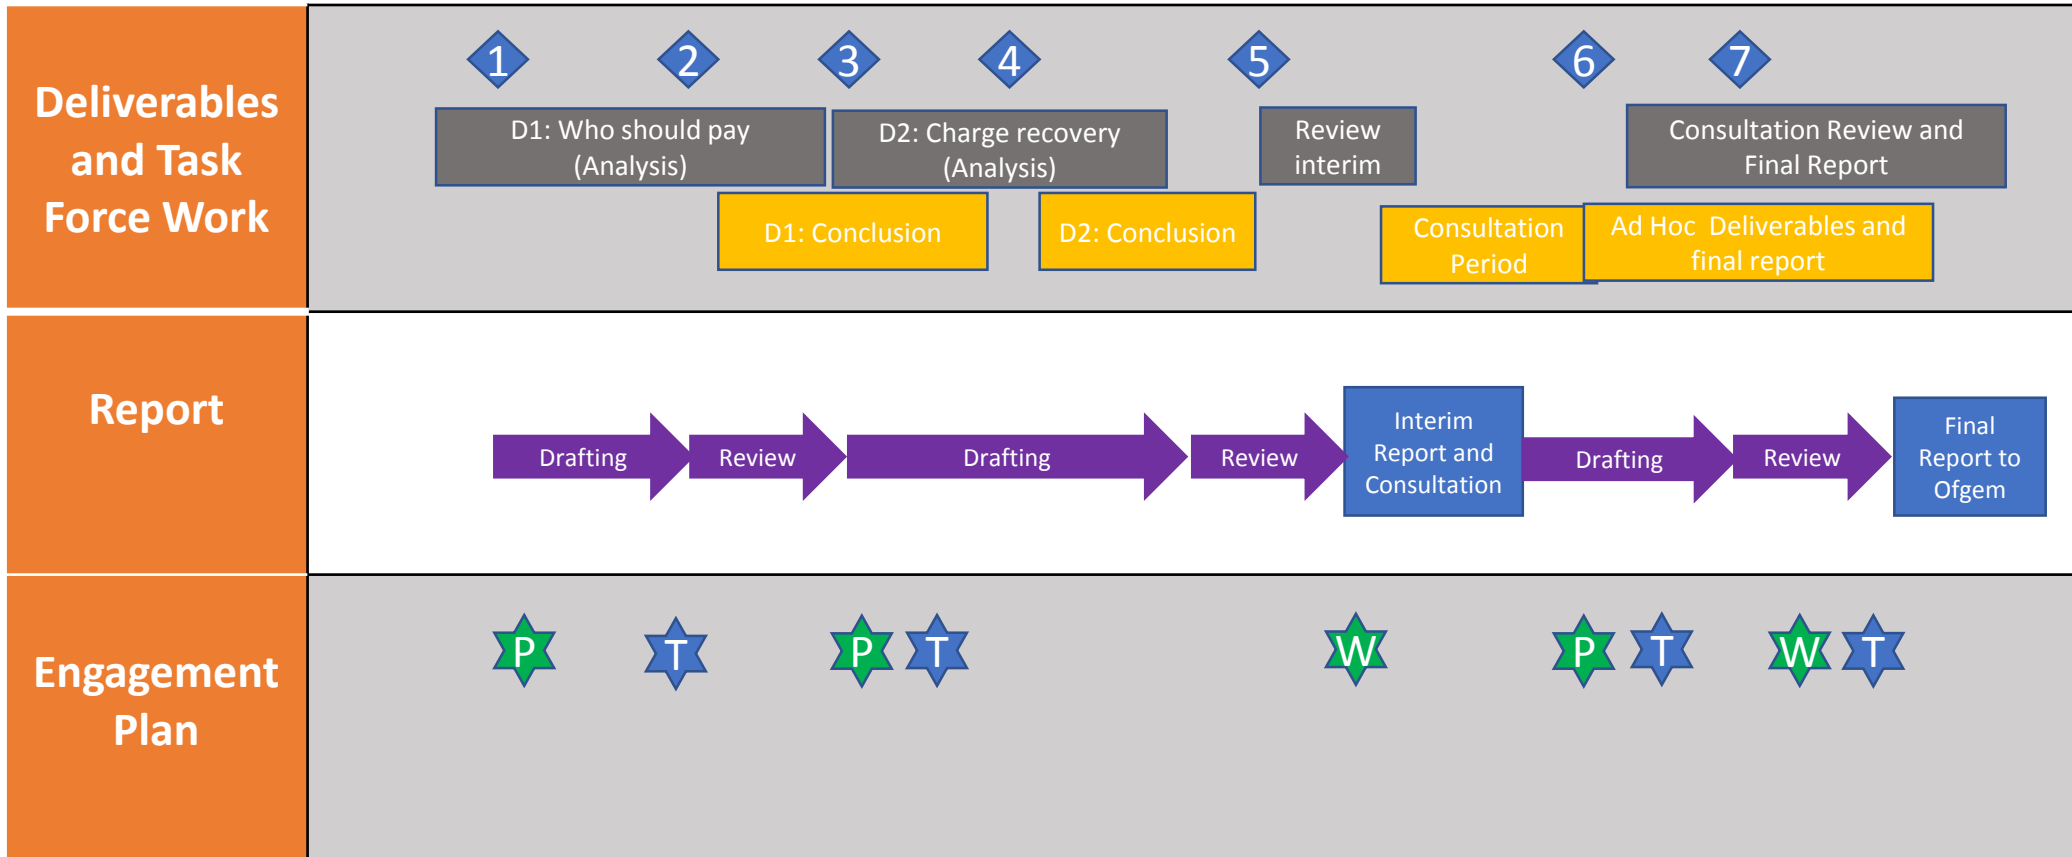 Deliverables
and Task
Force Work
1
2
3
4
5
6
7
D1: Who should pay
(Analysis)
D2: Charge recovery
(Analysis)
Review
interim
Consultation Review and
Final Report
D1: Conclusion
D2: Conclusion
Consultation
Period
Ad Hoc  Deliverables and
final report
Report
Drafting
Review
Drafting
Review
Interim
Report and
Consultation
Drafting
Review
Final
Report to
Ofgem
Engagement
Plan
P
T
P
T
W
P
T
W
T